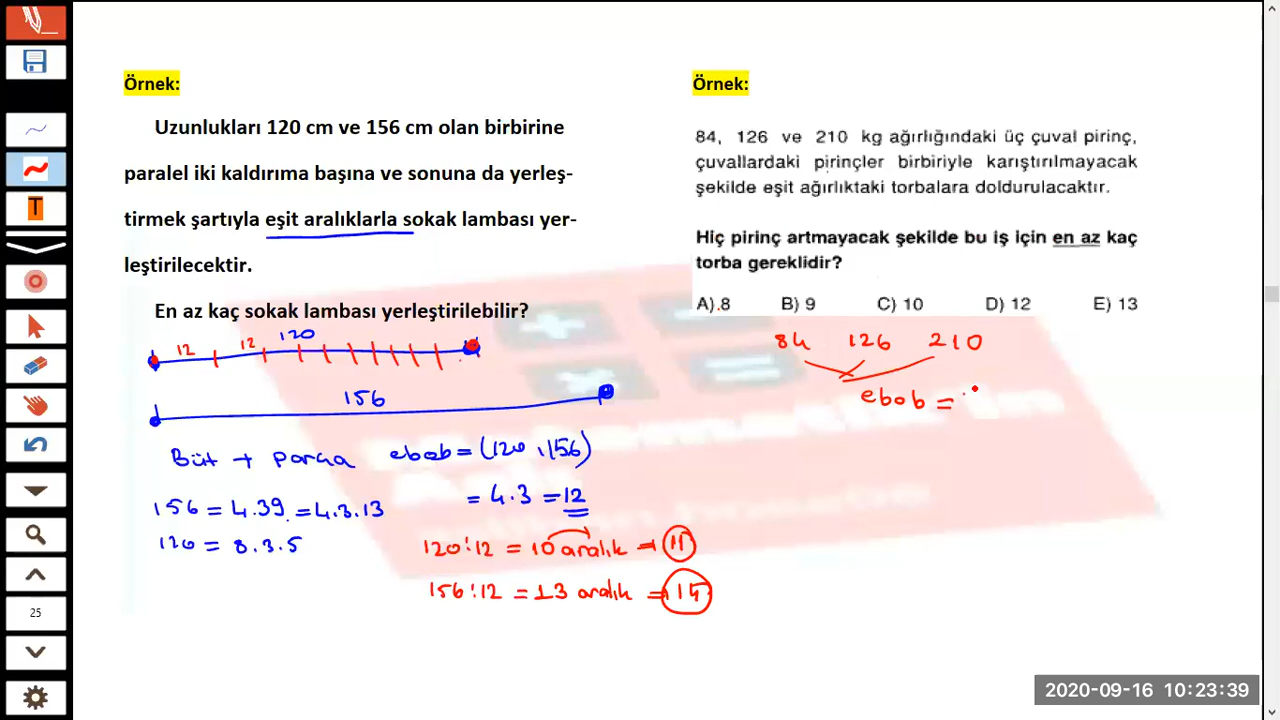 Örnek:
Uzunlukları 120 cm ve 156 cm olan birbirine
paralel iki kaldırıma başına ve sonuna da yerleş-
tirmek şartıyla eşit aralıklarla sokak lambası yer-
leştirilecektir.
En az kaç sokak lambası yerleştirilebilir?
12 12 120
156
Büt → parça ebob = (120,156)
= 4.3 = 12
156 = 4.39 = 4.3.13
120 = 8.3.5
120:12 = 10 aralık → 11
156:12 = 13 aralık → 14
Örnek:
84, 126 ve 210 kg ağırlığındaki üç çuval pirinç,
çuvallardaki pirinçler birbiriyle karıştırılmayacak
şekilde eşit ağırlıktaki torbalara doldurulacaktır.
Hiç pirinç artmayacak şekilde bu iş için en az kaç
torba gereklidir?
A).8 B) 9 C) 10 D) 12 E) 13
84 126 210
ebob =
T
25
2020-09-16 10:23:39